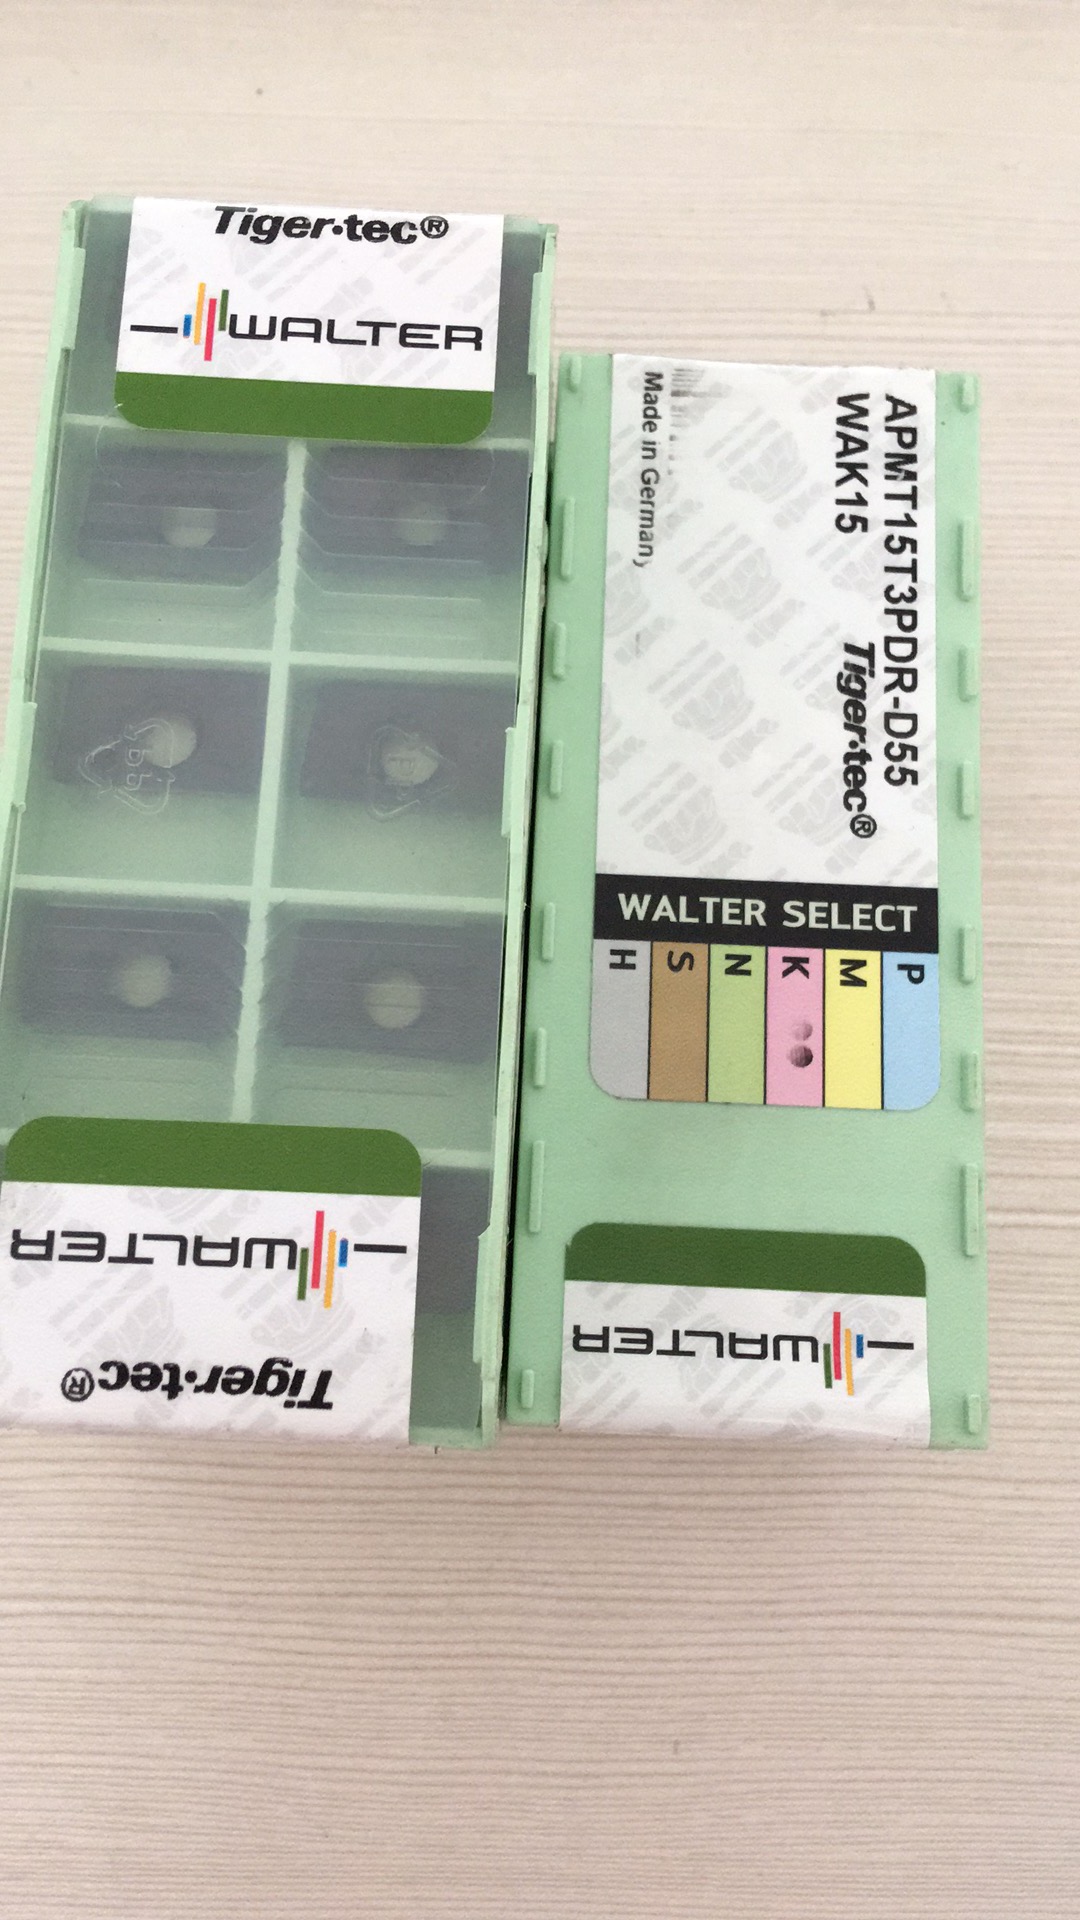 Tiger·tec®
WALTER
WALTER
Tiger·tec®
APMT15T3PDR-D55
WAK15
Tiger·tec®
Made in Germany
WALTER SELECT
H S N K M P
WALTER